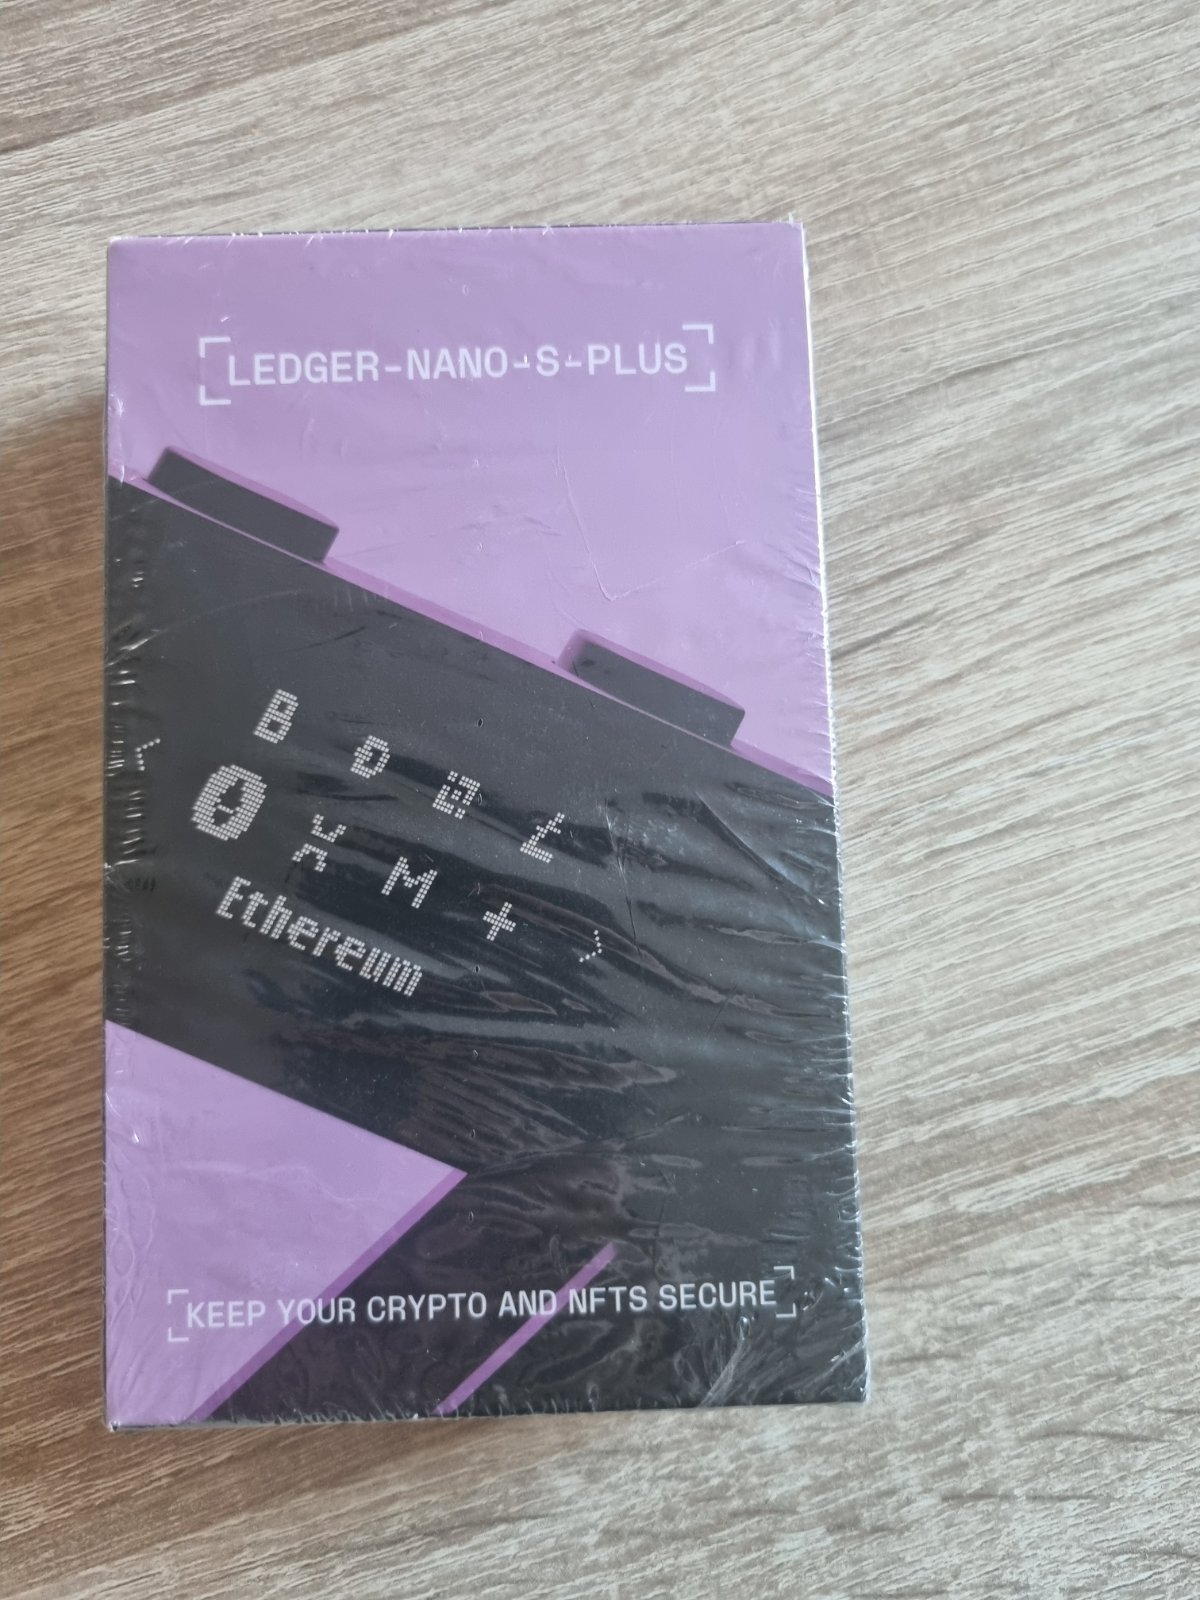 LEDGER-NANO-S-PLUS
Ethereum
KEEP YOUR CRYPTO AND NFTS SECURE